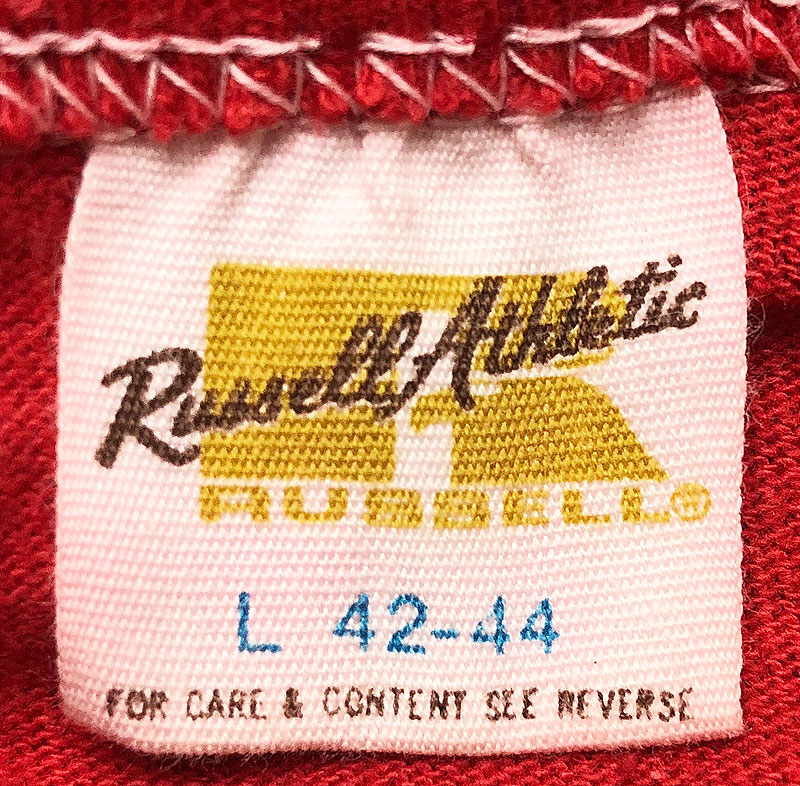 Russell Athletic
RUSSELL®
L 42-44
FOR CARE & CONTENT SEE REVERSE